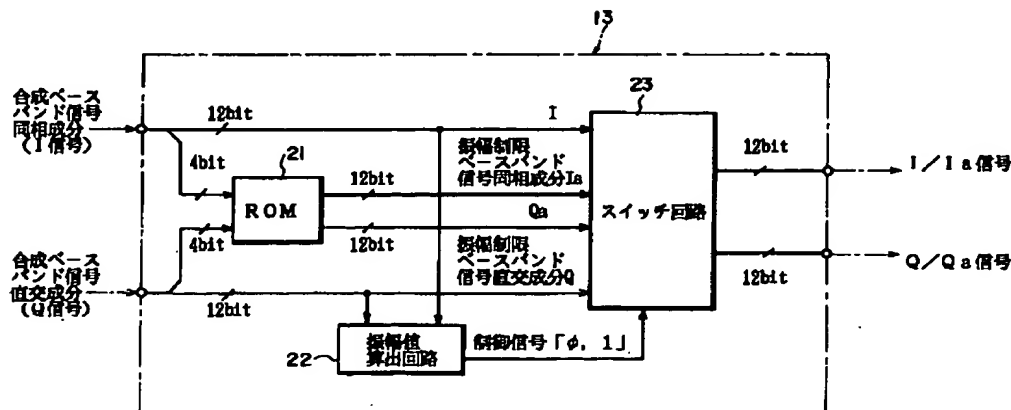 13
合成ベース
バンド信号
同相成分
(I信号)
12bit
I
23
4bit
21
ROM
振幅制限
ベースバンド
信号同相成分Ia
12bit
12bit
I/Ia信号
スイッチ回路
4bit
12bit
Qa
合成ベース
バンド信号
直交成分
(Q信号)
12bit
振幅制限
ベースバンド
信号直交成分Q
12bit
Q/Qa信号
22
振幅値
算出回路
制御信号「φ, 1」